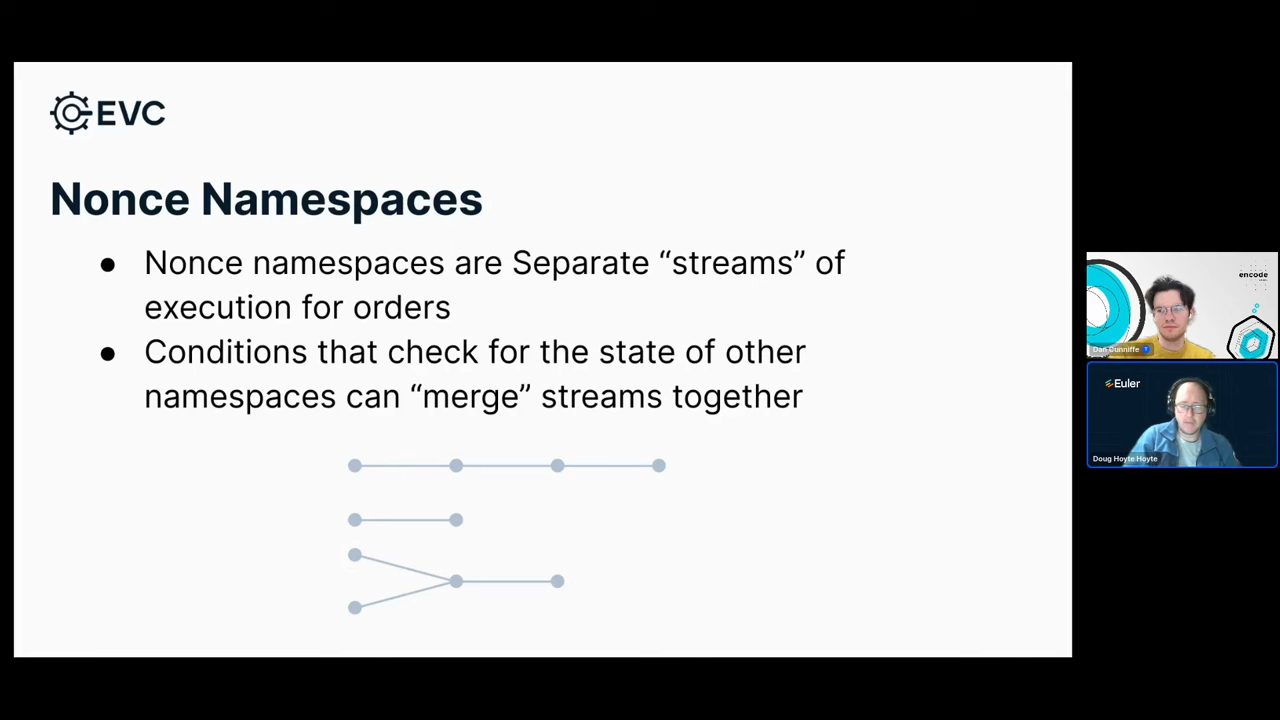 EVC
Nonce Namespaces
● Nonce namespaces are Separate “streams” of
execution for orders
● Conditions that check for the state of other
namespaces can “merge” streams together
encode
Dan Cunniffe
Euler
Doug Hoyte Hoyte